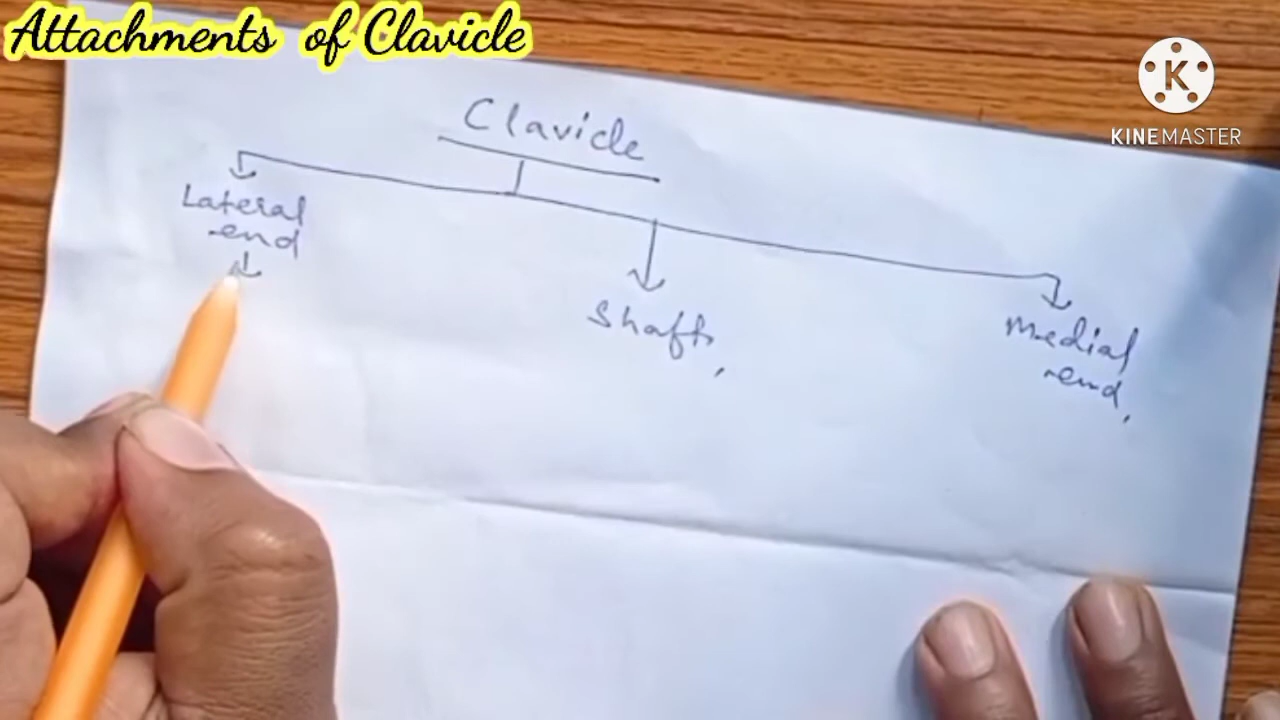 Attachments of Clavicle
KINEMASTER
Clavicle
Lateral
end
Shaft,
Medial
end,